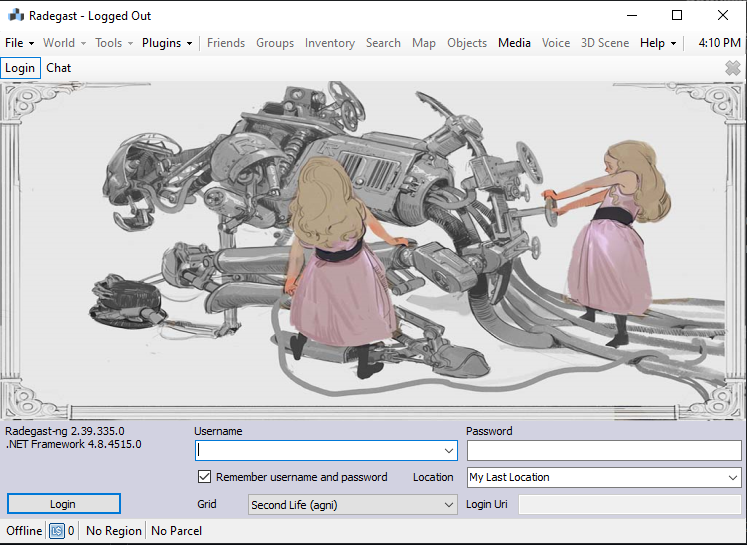 Radegast - Logged Out
File World Tools Plugins Friends Groups Inventory Search Map Objects Media Voice 3D Scene Help 4:10 PM
Login Chat
Radegast-ng 2.39.335.0
.NET Framework 4.8.4515.0
Username Password
Remember username and password Location My Last Location
Login Grid Second Life (agni) Login Uri
Offline L$ 0 No Region No Parcel